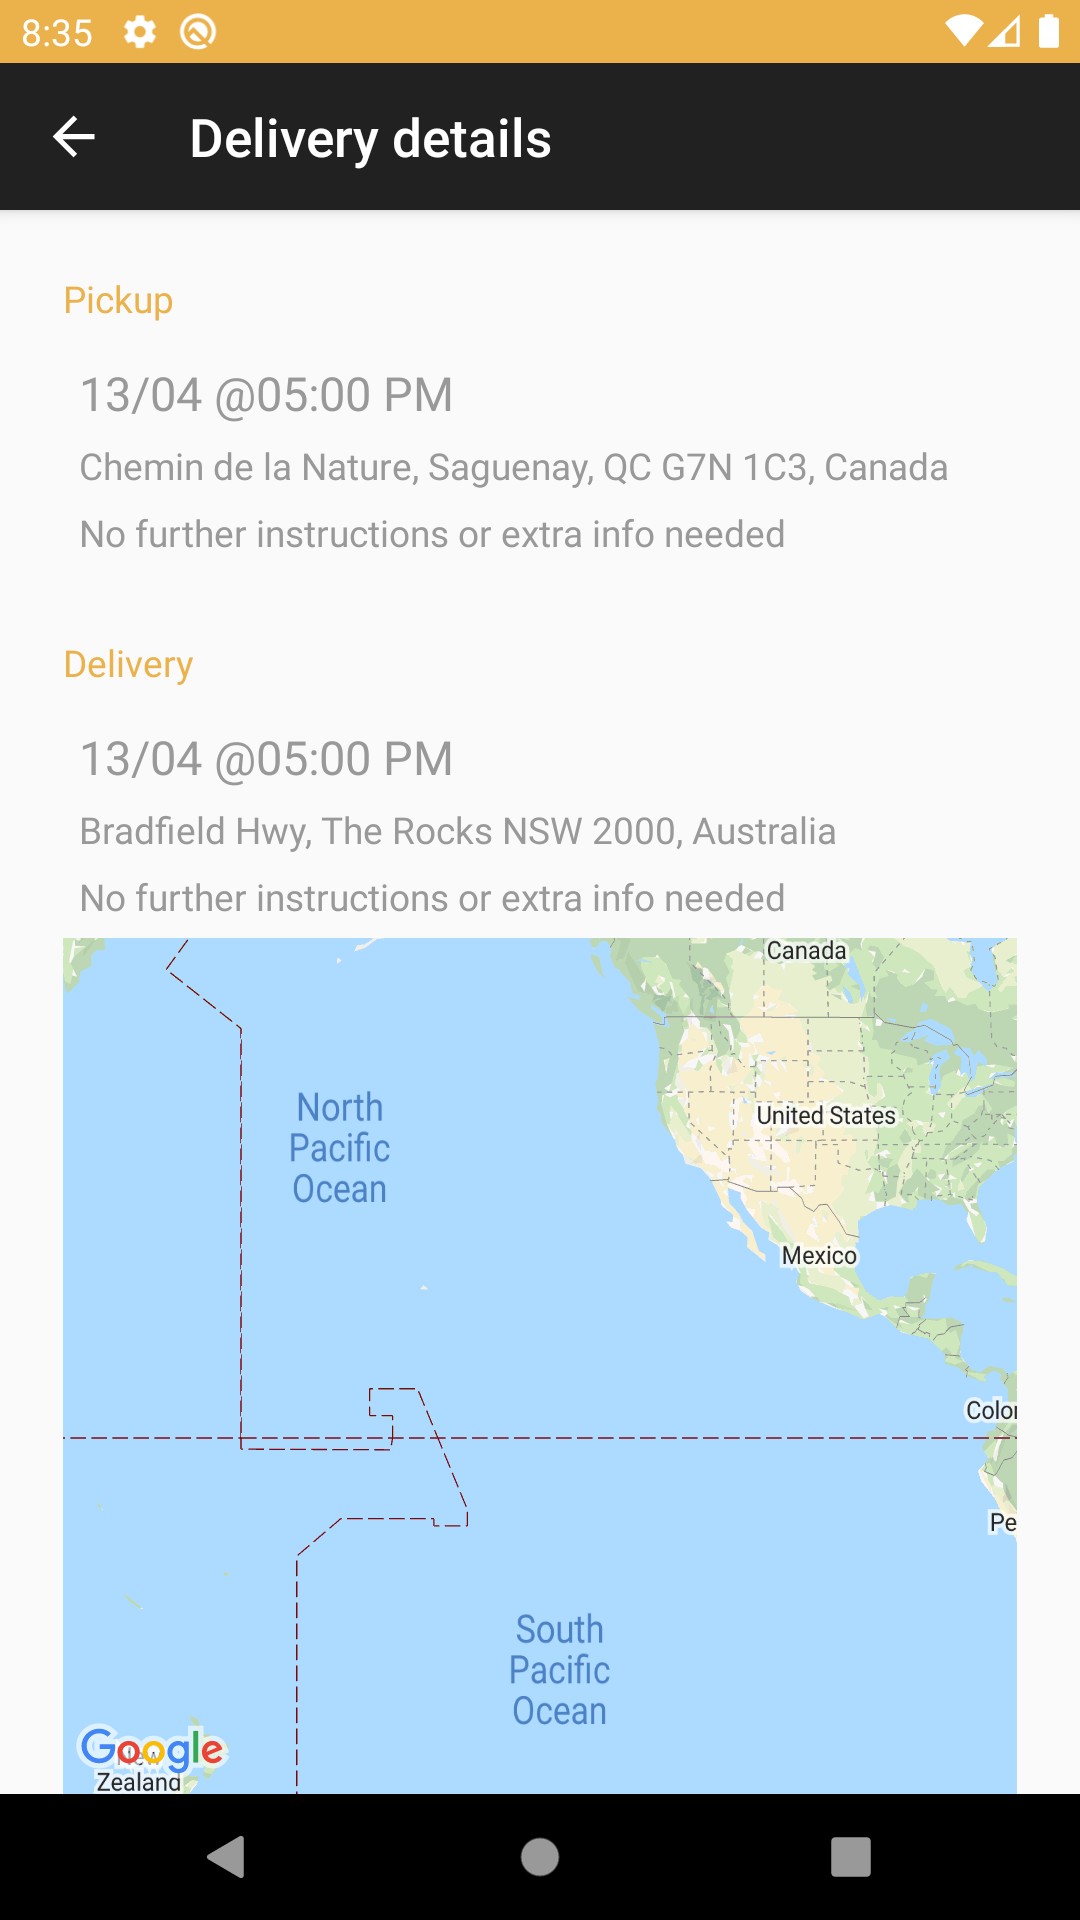 8:35
Delivery details
Pickup
13/04 @05:00 PM
Chemin de la Nature, Saguenay, QC G7N 1C3, Canada
No further instructions or extra info needed
Delivery
13/04 @05:00 PM
Bradfield Hwy, The Rocks NSW 2000, Australia
No further instructions or extra info needed
Canada
North
Pacific
Ocean
United States
Mexico
Color
Pe
South
Pacific
Ocean
Google
New
Zealand